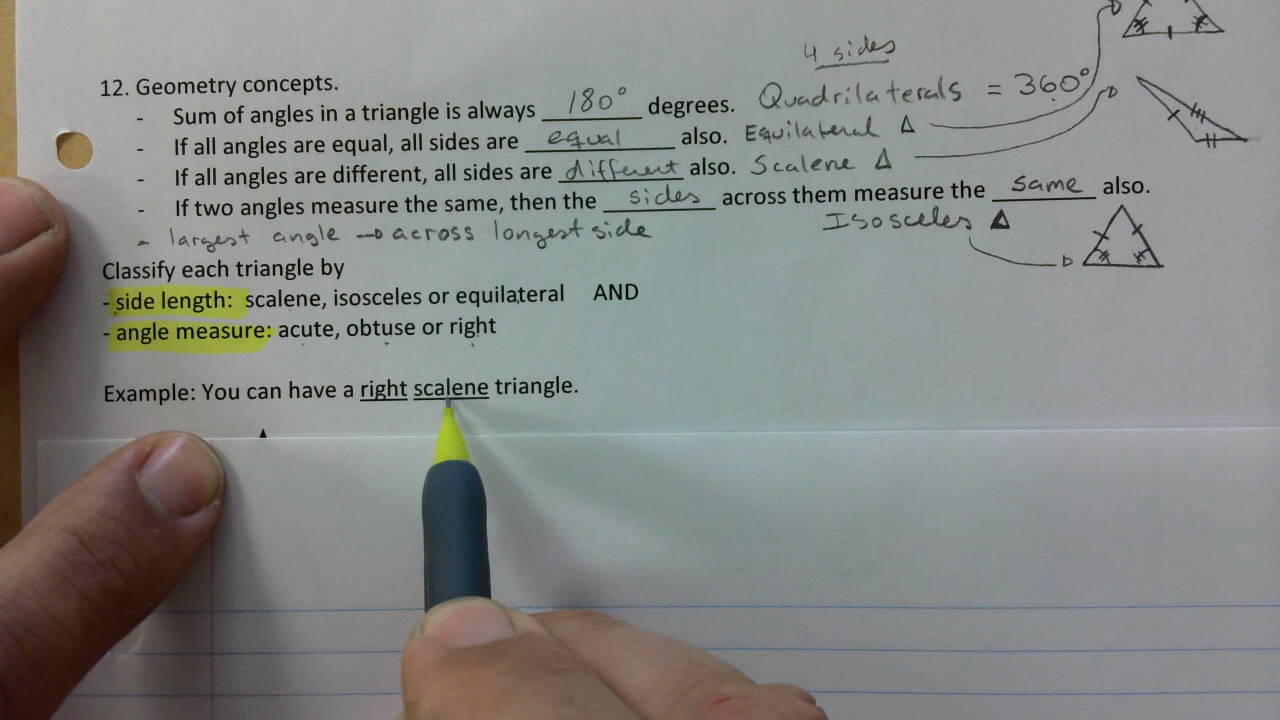 4 sides
12. Geometry concepts.
- Sum of angles in a triangle is always 180° degrees. Quadrilaterals = 360°
- If all angles are equal, all sides are equal also. Equilateral Δ
- If all angles are different, all sides are different also. Scalene Δ
- If two angles measure the same, then the sides across them measure the same also.
- largest angle → across longest side Isosceles Δ
Classify each triangle by
- side length: scalene, isosceles or equilateral AND
- angle measure: acute, obtuse or right
Example: You can have a right scalene triangle.